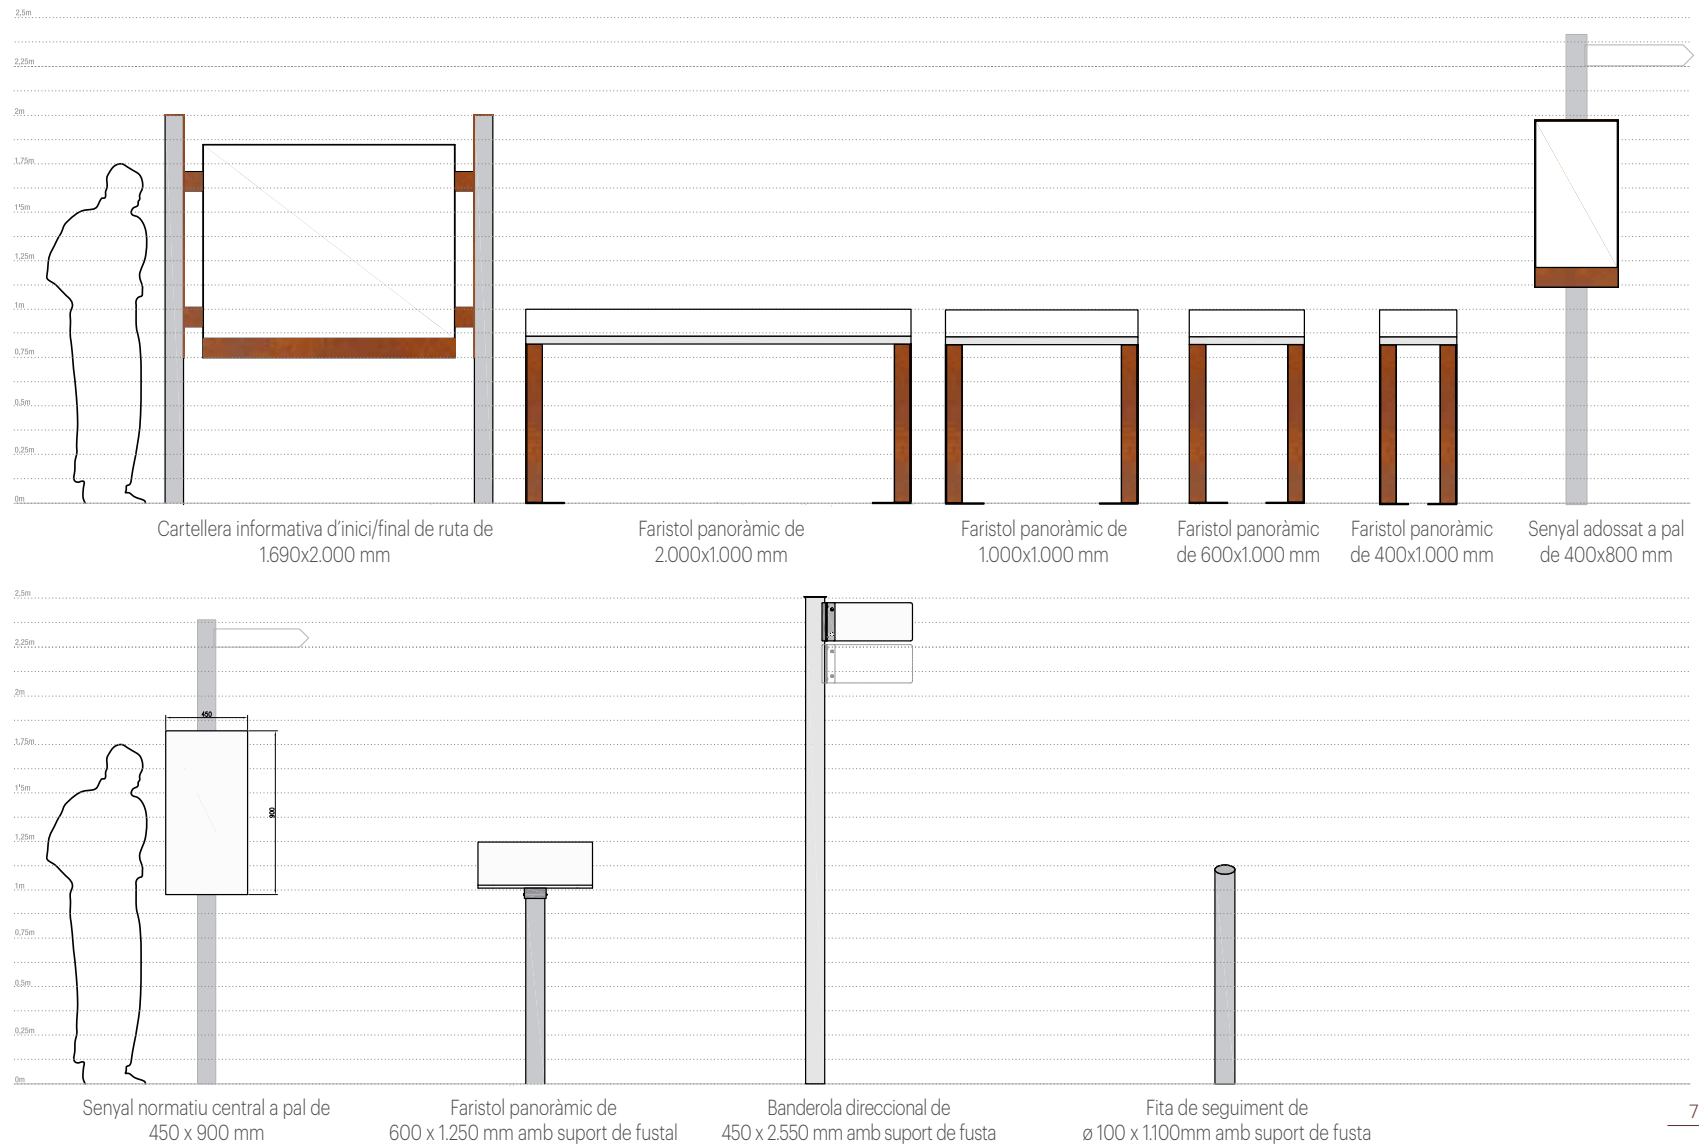 2,5m
2,25m
2m
1,75m
1'5m
1,25m
1m
0,75m
0,5m
0,25m
0m
Cartellera informativa d'inici/final de ruta de
1.690x2.000 mm
Faristol panoràmic de
2.000x1.000 mm
Faristol panoràmic de
1.000x1.000 mm
Faristol panoràmic
de 600x1.000 mm
Faristol panoràmic
de 400x1.000 mm
Senyal adossat a pal
de 400x800 mm
2,5m
2,25m
2m
1,75m
1'5m
1,25m
1m
0,75m
0,5m
0,25m
0m
450
900
Senyal normatiu central a pal de
450 x 900 mm
Faristol panoràmic de
600 x 1.250 mm amb suport de fustal
Banderola direccional de
450 x 2.550 mm amb suport de fusta
Fita de seguiment de
ø 100 x 1.100mm amb suport de fusta
7